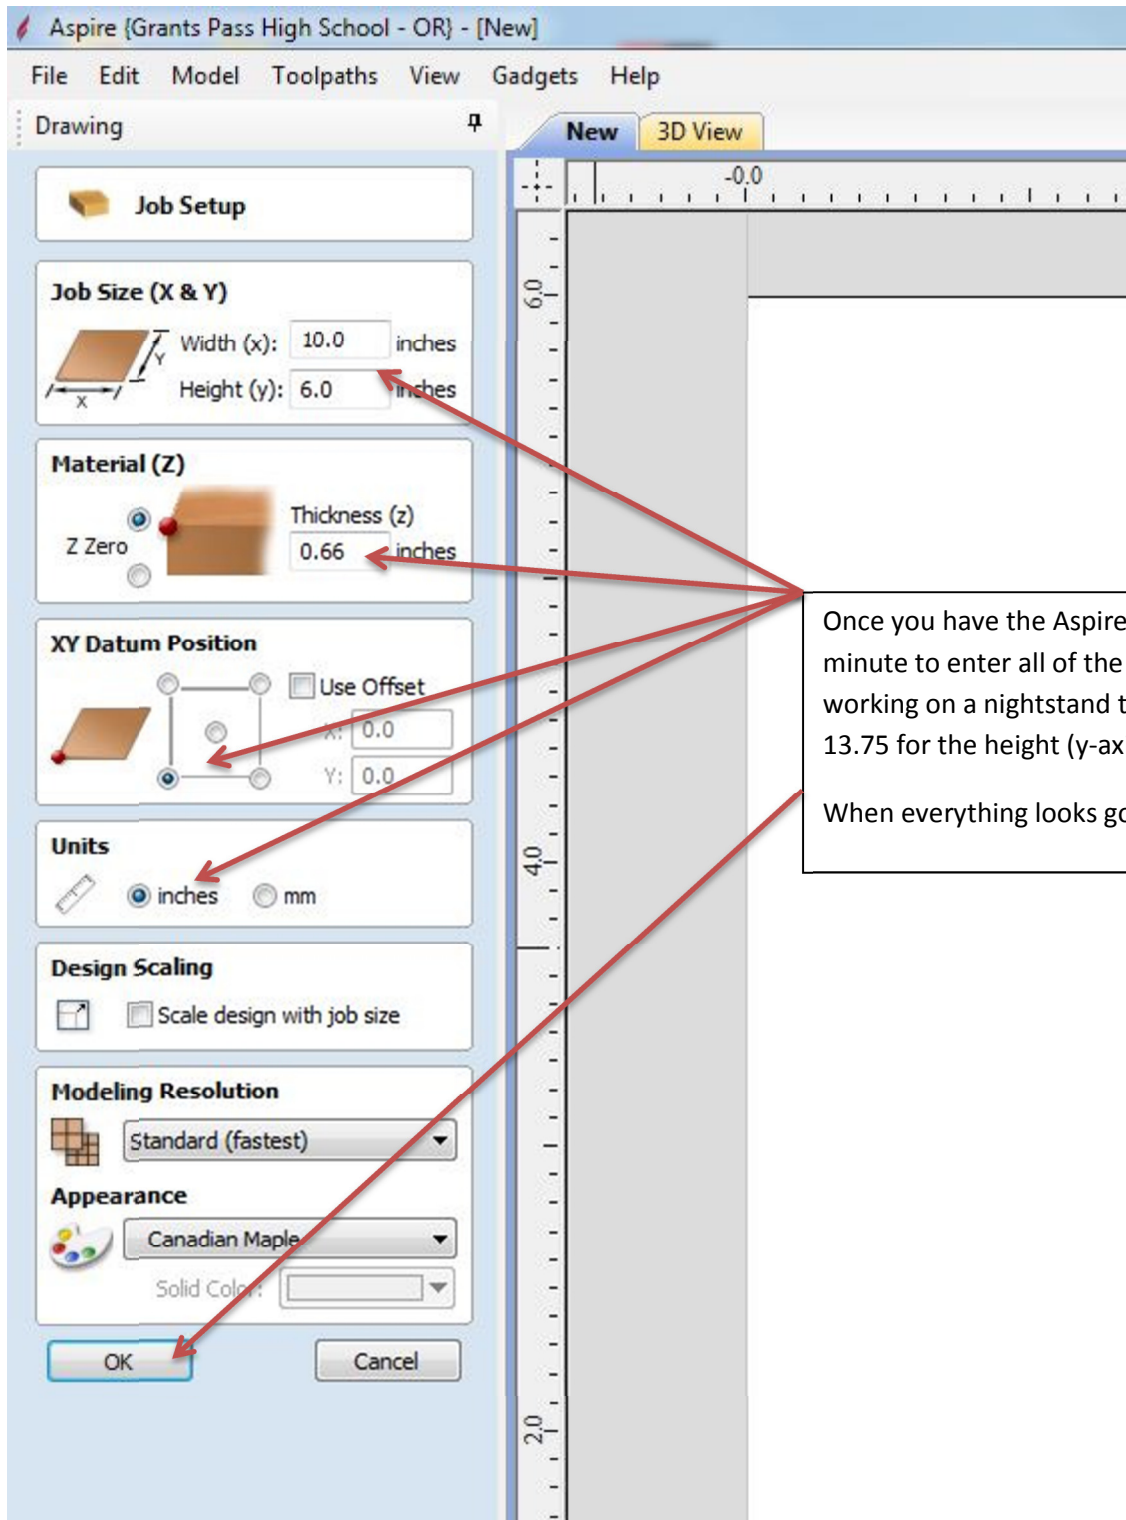 Aspire {Grants Pass High School - OR} - [New]
File Edit Model Toolpaths View Gadgets Help
Drawing
New 3D View
-0.0
Job Setup
6.0
Job Size (X & Y)
Width (x): 10.0 inches
Y
Height (y): 6.0 inches
X
Material (Z)
Thickness (z)
Z Zero 0.66 inches
Once you have the Aspire
minute to enter all of the
working on a nightstand t
13.75 for the height (y-ax
When everything looks go
XY Datum Position
Use Offset
X: 0.0
Y: 0.0
Units
4.0
inches mm
Design Scaling
Scale design with job size
Modeling Resolution
Standard (fastest)
Appearance
Canadian Maple
Solid Color:
OK Cancel
2.0